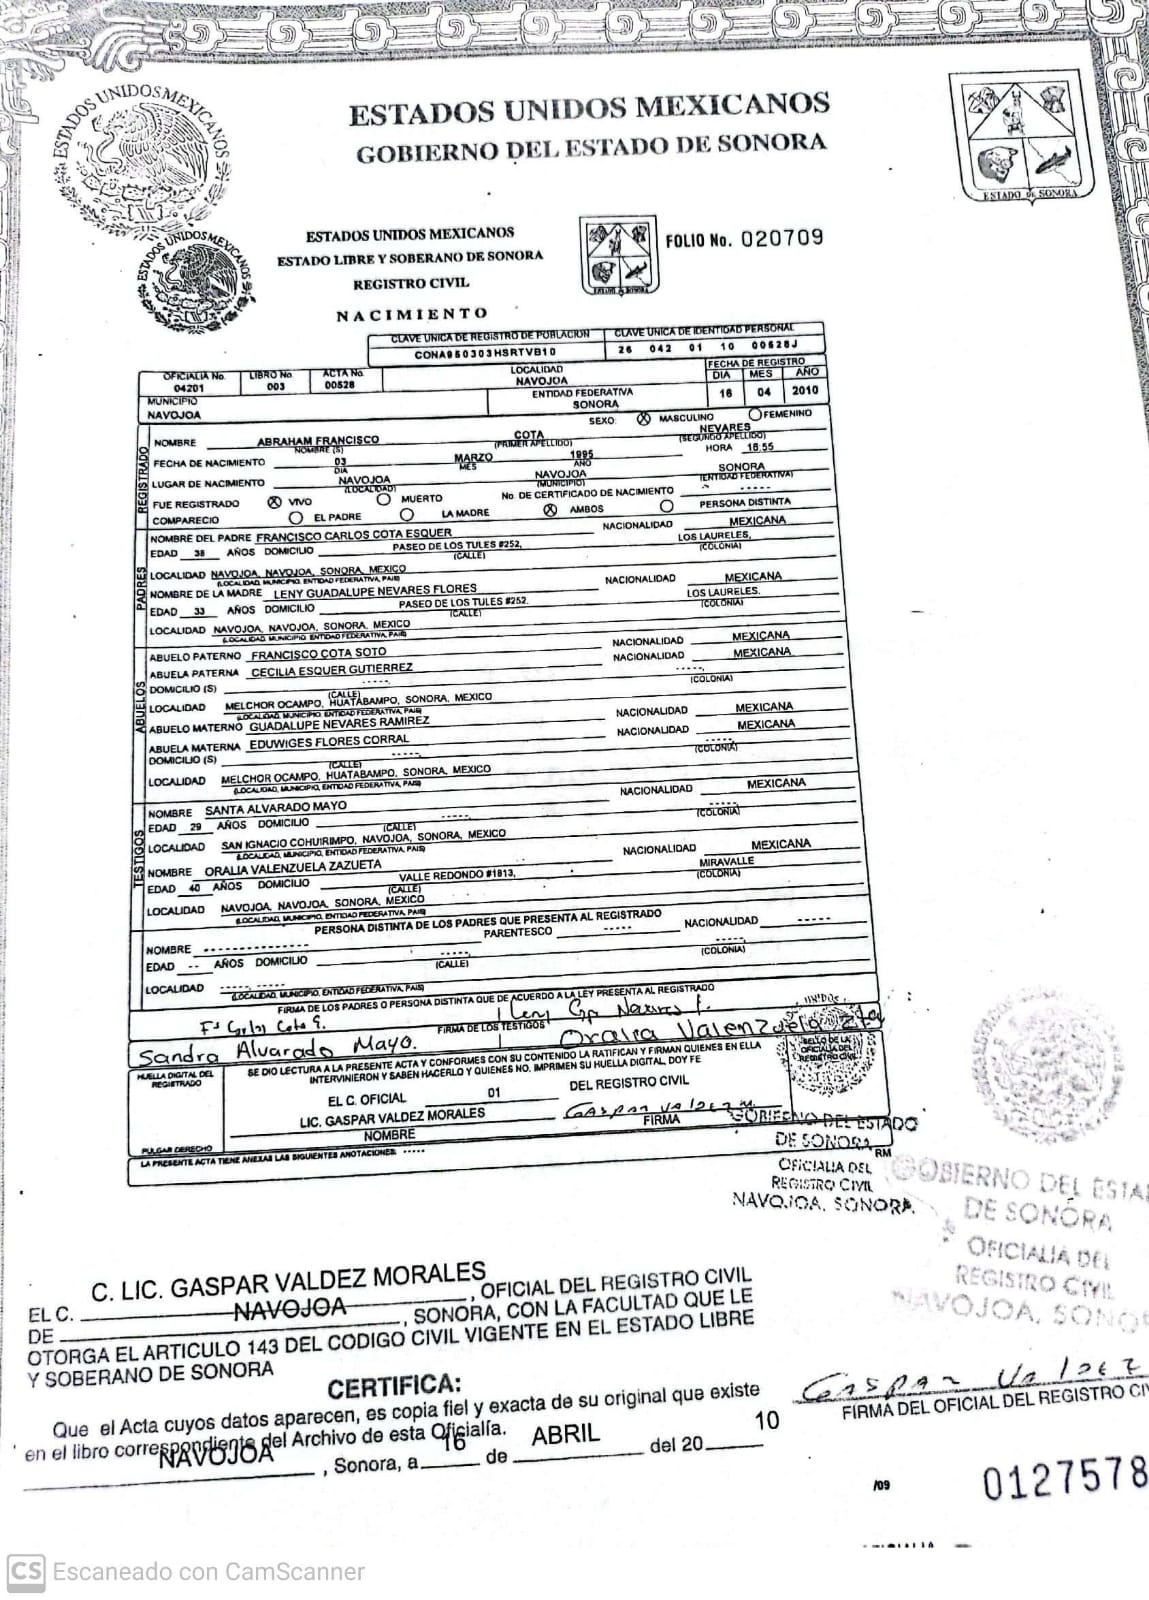 ESTADOS UNIDOS MEXICANOS
ESTADOS UNIDOS MEXICANOS
GOBIERNO DEL ESTADO DE SONORA
ESTADO DE SONORA
ESTADOS UNIDOS MEXICANOS
ESTADOS UNIDOS MEXICANOS
ESTADO LIBRE Y SOBERANO DE SONORA
REGISTRO CIVIL
NACIMIENTO
ESTADO DE SONORA
FOLIO No. 020709
CLAVE UNICA DE REGISTRO DE POBLACION CLAVE UNICA DE IDENTIDAD PERSONAL
CONA950303HSRTVB10 26 042 01 10 00528J
OFICIALIA No. LIBRO No. ACTA No. LOCALIDAD FECHA DE REGISTRO
04201 003 00528 NAVOJOA DIA MES AÑO
MUNICIPIO ENTIDAD FEDERATIVA 16 04 2010
NAVOJOA SONORA
SEXO: MASCULINO FEMENINO
REGISTRADO
NOMBRE ABRAHAM FRANCISCO COTA NEVARES
NOMBRE (S) (PRIMER APELLIDO) (SEGUNDO APELLIDO)
FECHA DE NACIMIENTO 03 MARZO 1995 HORA 16:55
DIA MES AÑO
LUGAR DE NACIMIENTO NAVOJOA NAVOJOA SONORA
(LOCALIDAD) (MUNICIPIO) (ENTIDAD FEDERATIVA)
FUE REGISTRADO VIVO MUERTO No. DE CERTIFICADO DE NACIMIENTO -----
COMPARECIO EL PADRE LA MADRE AMBOS PERSONA DISTINTA
PADRES
NOMBRE DEL PADRE FRANCISCO CARLOS COTA ESQUER NACIONALIDAD MEXICANA
EDAD 38 AÑOS DOMICILIO PASEO DE LOS TULES #252, LOS LAURELES,
(CALLE) (COLONIA)
LOCALIDAD NAVOJOA, NAVOJOA, SONORA, MEXICO
(LOCALIDAD, MUNICIPIO, ENTIDAD FEDERATIVA, PAIS)
NOMBRE DE LA MADRE LENY GUADALUPE NEVARES FLORES NACIONALIDAD MEXICANA
EDAD 33 AÑOS DOMICILIO PASEO DE LOS TULES #252. LOS LAURELES.
(CALLE) (COLONIA)
LOCALIDAD NAVOJOA, NAVOJOA, SONORA, MEXICO
(LOCALIDAD, MUNICIPIO, ENTIDAD FEDERATIVA, PAIS)
ABUELOS
ABUELO PATERNO FRANCISCO COTA SOTO NACIONALIDAD MEXICANA
ABUELA PATERNA CECILIA ESQUER GUTIERREZ NACIONALIDAD MEXICANA
DOMICILIO (S) ----- -----
(CALLE) (COLONIA)
LOCALIDAD MELCHOR OCAMPO, HUATABAMPO, SONORA, MEXICO
(LOCALIDAD, MUNICIPIO, ENTIDAD FEDERATIVA, PAIS)
ABUELO MATERNO GUADALUPE NEVARES RAMIREZ NACIONALIDAD MEXICANA
ABUELA MATERNA EDUWIGES FLORES CORRAL NACIONALIDAD MEXICANA
DOMICILIO (S) ----- -----
(CALLE) (COLONIA)
LOCALIDAD MELCHOR OCAMPO, HUATABAMPO, SONORA, MEXICO
(LOCALIDAD, MUNICIPIO, ENTIDAD FEDERATIVA, PAIS)
TESTIGOS
NOMBRE SANTA ALVARADO MAYO NACIONALIDAD MEXICANA
EDAD 29 AÑOS DOMICILIO ----- -----
(CALLE) (COLONIA)
LOCALIDAD SAN IGNACIO COHUIRIMPO, NAVOJOA, SONORA, MEXICO
(LOCALIDAD, MUNICIPIO, ENTIDAD FEDERATIVA, PAIS)
NOMBRE ORALIA VALENZUELA ZAZUETA NACIONALIDAD MEXICANA
EDAD 40 AÑOS DOMICILIO VALLE REDONDO #1813, MIRAVALLE
(CALLE) (COLONIA)
LOCALIDAD NAVOJOA, NAVOJOA, SONORA, MEXICO
(LOCALIDAD, MUNICIPIO, ENTIDAD FEDERATIVA, PAIS)
PERSONA DISTINTA DE LOS PADRES QUE PRESENTA AL REGISTRADO
NOMBRE -------------- PARENTESCO ----- NACIONALIDAD -----
EDAD -- AÑOS DOMICILIO ----- -----
(CALLE) (COLONIA)
LOCALIDAD ----- -----
(LOCALIDAD, MUNICIPIO, ENTIDAD FEDERATIVA, PAIS)
FIRMA DE LOS PADRES O PERSONA DISTINTA QUE DE ACUERDO A LA LEY PRESENTA AL REGISTRADO
Carlos Cota E. Leny Gp Nevares F.
FIRMA DE LOS TESTIGOS
Sandra Alvarado Mayo. Oralia Valenzuela
SELLO DE LA
OFICIALIA DEL
REGISTRO CIVIL
HUELLA DIGITAL DEL
REGISTRADO
SE DIO LECTURA A LA PRESENTE ACTA Y CONFORMES CON SU CONTENIDO LA RATIFICAN Y FIRMAN QUIENES EN ELLA
INTERVINIERON Y SABEN HACERLO Y QUIENES NO, IMPRIMEN SU HUELLA DIGITAL, DOY FE
EL C. OFICIAL 01 DEL REGISTRO CIVIL
LIC. GASPAR VALDEZ MORALES Gaspar Valdez M.
NOMBRE FIRMA
PULGAR DERECHO
RM
LA PRESENTE ACTA TIENE ANEXAS LAS SIGUIENTES ANOTACIONES: -----
GOBIERNO DEL ESTADO
DE SONORA
OFICIALIA DEL
REGISTRO CIVIL
NAVOJOA, SONORA.
GOBIERNO DEL ESTA
DE SONORA
OFICIALIA DEL
REGISTRO CIVIL
NAVOJOA, SONO
EL C. C. LIC. GASPAR VALDEZ MORALES, OFICIAL DEL REGISTRO CIVIL
DE NAVOJOA, SONORA, CON LA FACULTAD QUE LE
OTORGA EL ARTICULO 143 DEL CODIGO CIVIL VIGENTE EN EL ESTADO LIBRE
Y SOBERANO DE SONORA
CERTIFICA:
Que el Acta cuyos datos aparecen, es copia fiel y exacta de su original que existe
en el libro correspondiente del Archivo de esta Oficialía.
NAVOJOA, Sonora, a 16 de ABRIL del 20 10
Gaspar Valdez
FIRMA DEL OFICIAL DEL REGISTRO CIV
/09
0127578
CS Escaneado con CamScanner